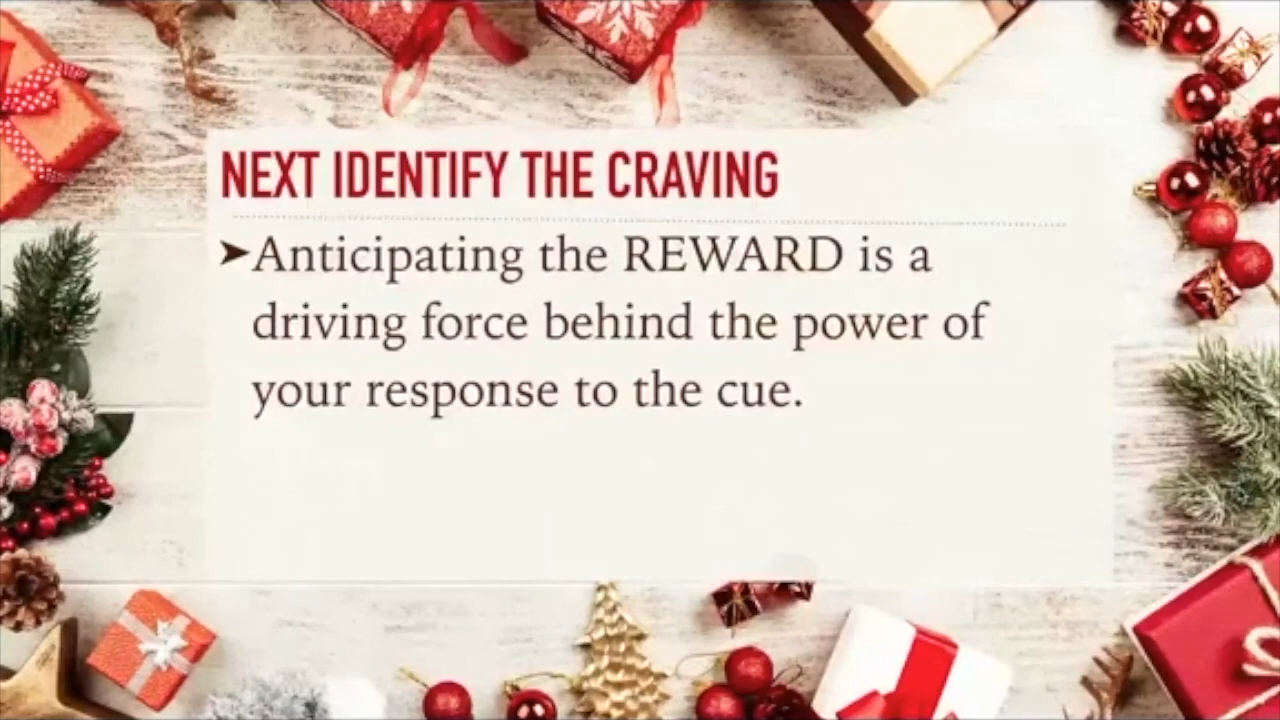 NEXT IDENTIFY THE CRAVING
➤Anticipating the REWARD is a
driving force behind the power of
your response to the cue.